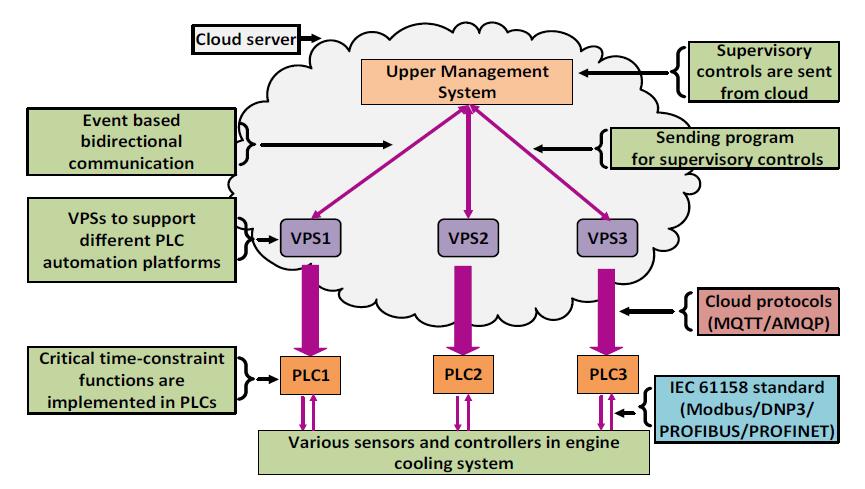 Cloud server
Upper Management
System
Supervisory
controls are sent
from cloud
Event based
bidirectional
communication
Sending program
for supervisory controls
VPSs to support
different PLC
automation platforms
VPS1
VPS2
VPS3
Cloud protocols
(MQTT/AMQP)
Critical time-constraint
functions are
implemented in PLCs
PLC1
PLC2
PLC3
IEC 61158 standard
(Modbus/DNP3/
PROFIBUS/PROFINET)
Various sensors and controllers in engine
cooling system